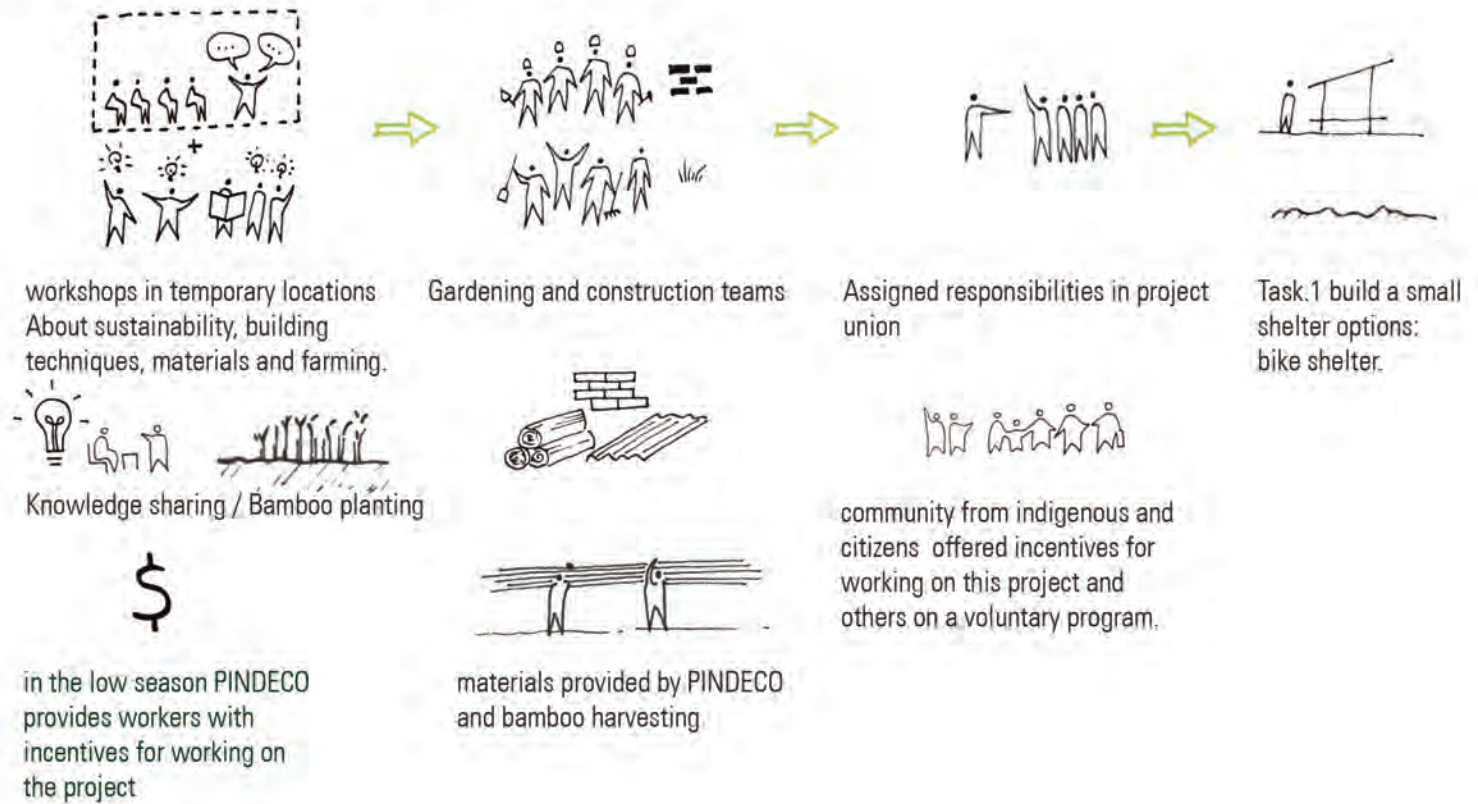 workshops in temporary locations
About sustainability, building
techniques, materials and farming.
Gardening and construction teams
Assigned responsibilities in project
union
Task.1 build a small
shelter options:
bike shelter.
Knowledge sharing / Bamboo planting
community from indigenous and
citizens offered incentives for
working on this project and
others on a voluntary program.
$
in the low season PINDECO
provides workers with
incentives for working on
the project
materials provided by PINDECO
and bamboo harvesting